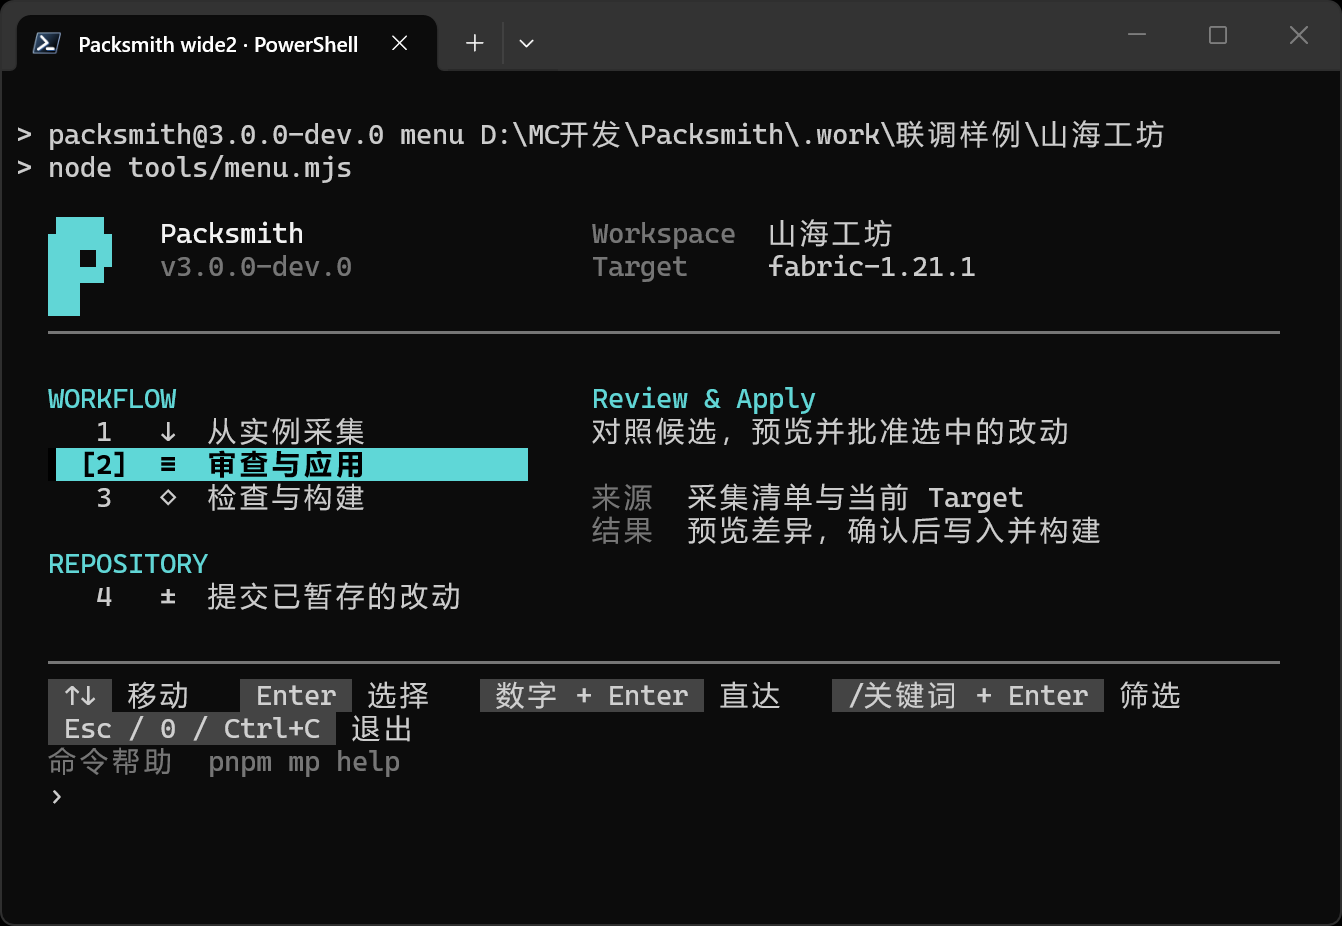 Packsmith wide2 · PowerShell
> packsmith@3.0.0-dev.0 menu D:\MC开发\Packsmith\.work\联调样例\山海工坊
> node tools/menu.mjs
Packsmith
v3.0.0-dev.0
Workspace 山海工坊
Target fabric-1.21.1
WORKFLOW
1 ↓ 从实例采集
[2] ≡ 审查与应用
3 ◇ 检查与构建
REPOSITORY
4 ± 提交已暂存的改动
Review & Apply
对照候选，预览并批准选中的改动
来源 采集清单与当前 Target
结果 预览差异，确认后写入并构建
↑↓ 移动 Enter 选择 数字 + Enter 直达 /关键词 + Enter 筛选
Esc / 0 / Ctrl+C 退出
命令帮助 pnpm mp help
›